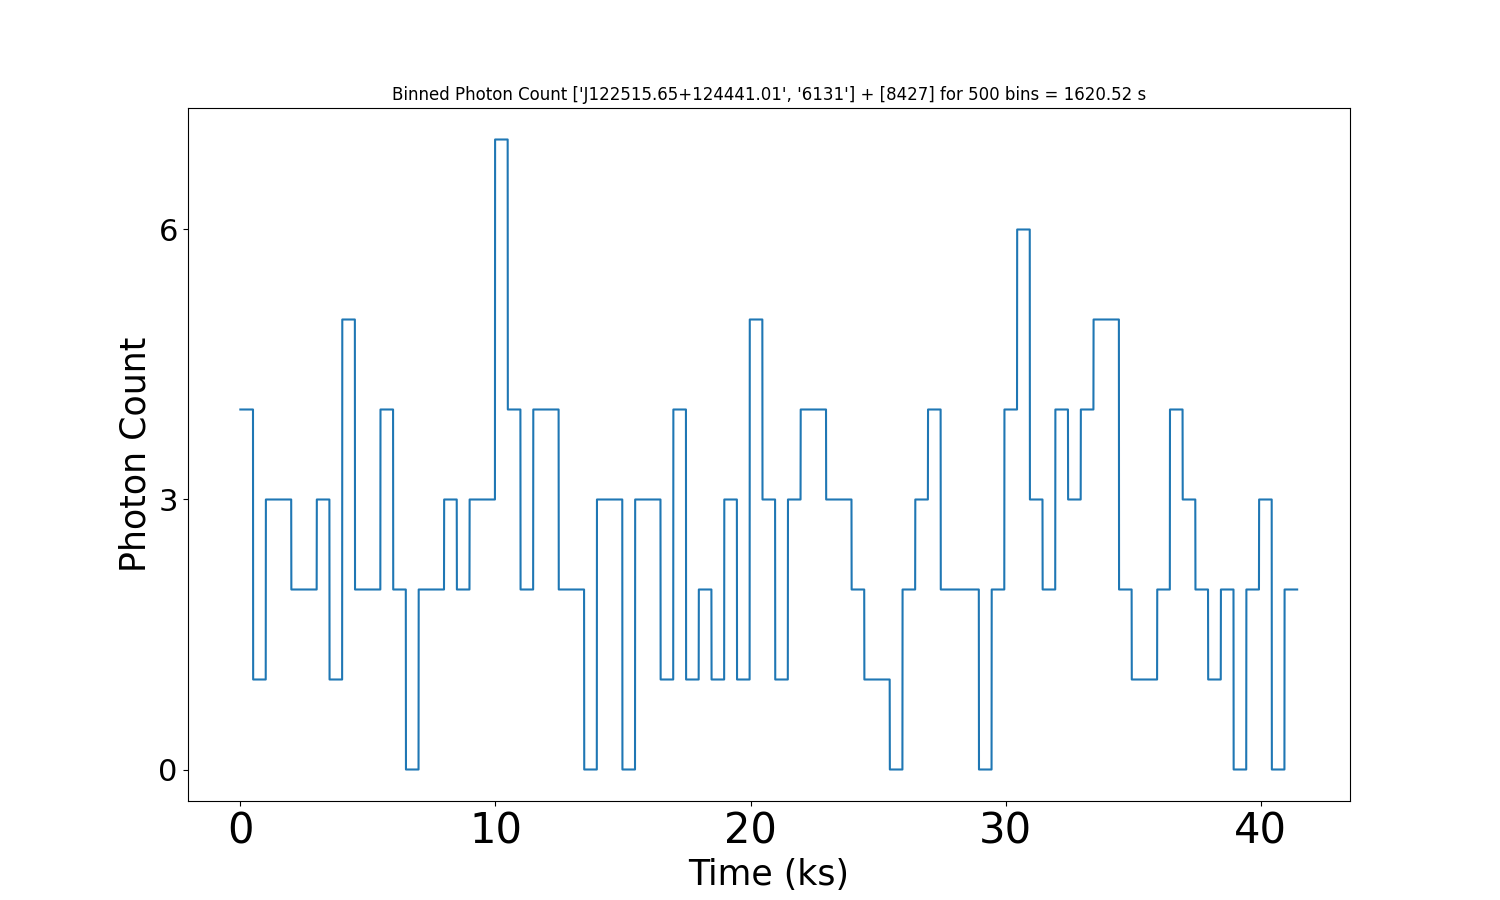 Binned Photon Count ['J122515.65+124441.01', '6131'] + [8427] for 500 bins = 1620.52 s
6
3
0
Photon Count
0 10 20 30 40
Time (ks)